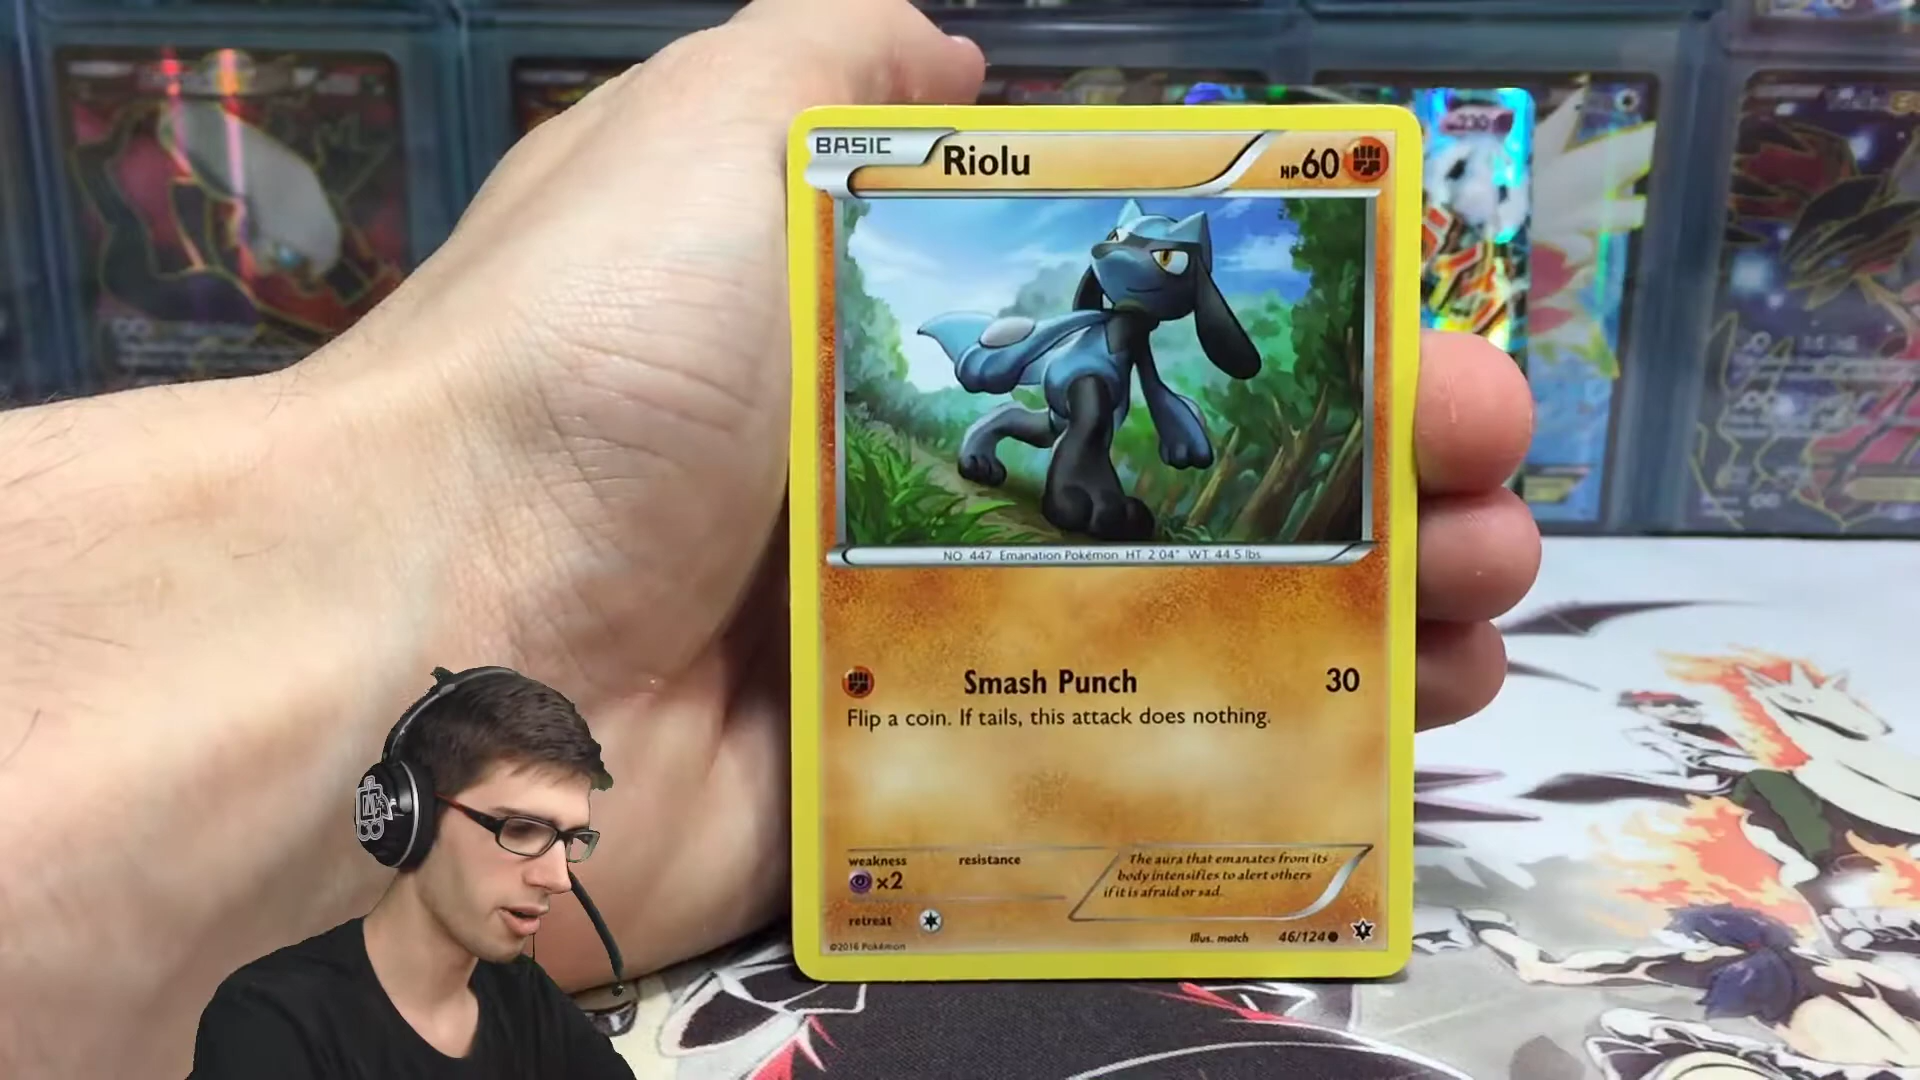 BASIC Riolu HP60
NO. 447 Emanation Pokémon HT. 2'04" WT. 44.5 lbs.
Smash Punch 30
Flip a coin. If tails, this attack does nothing.
weakness resistance
×2
retreat
The aura that emanates from its
body intensifies to alert others
if it is afraid or sad.
©2016 Pokémon
Illus. match 46/124
230